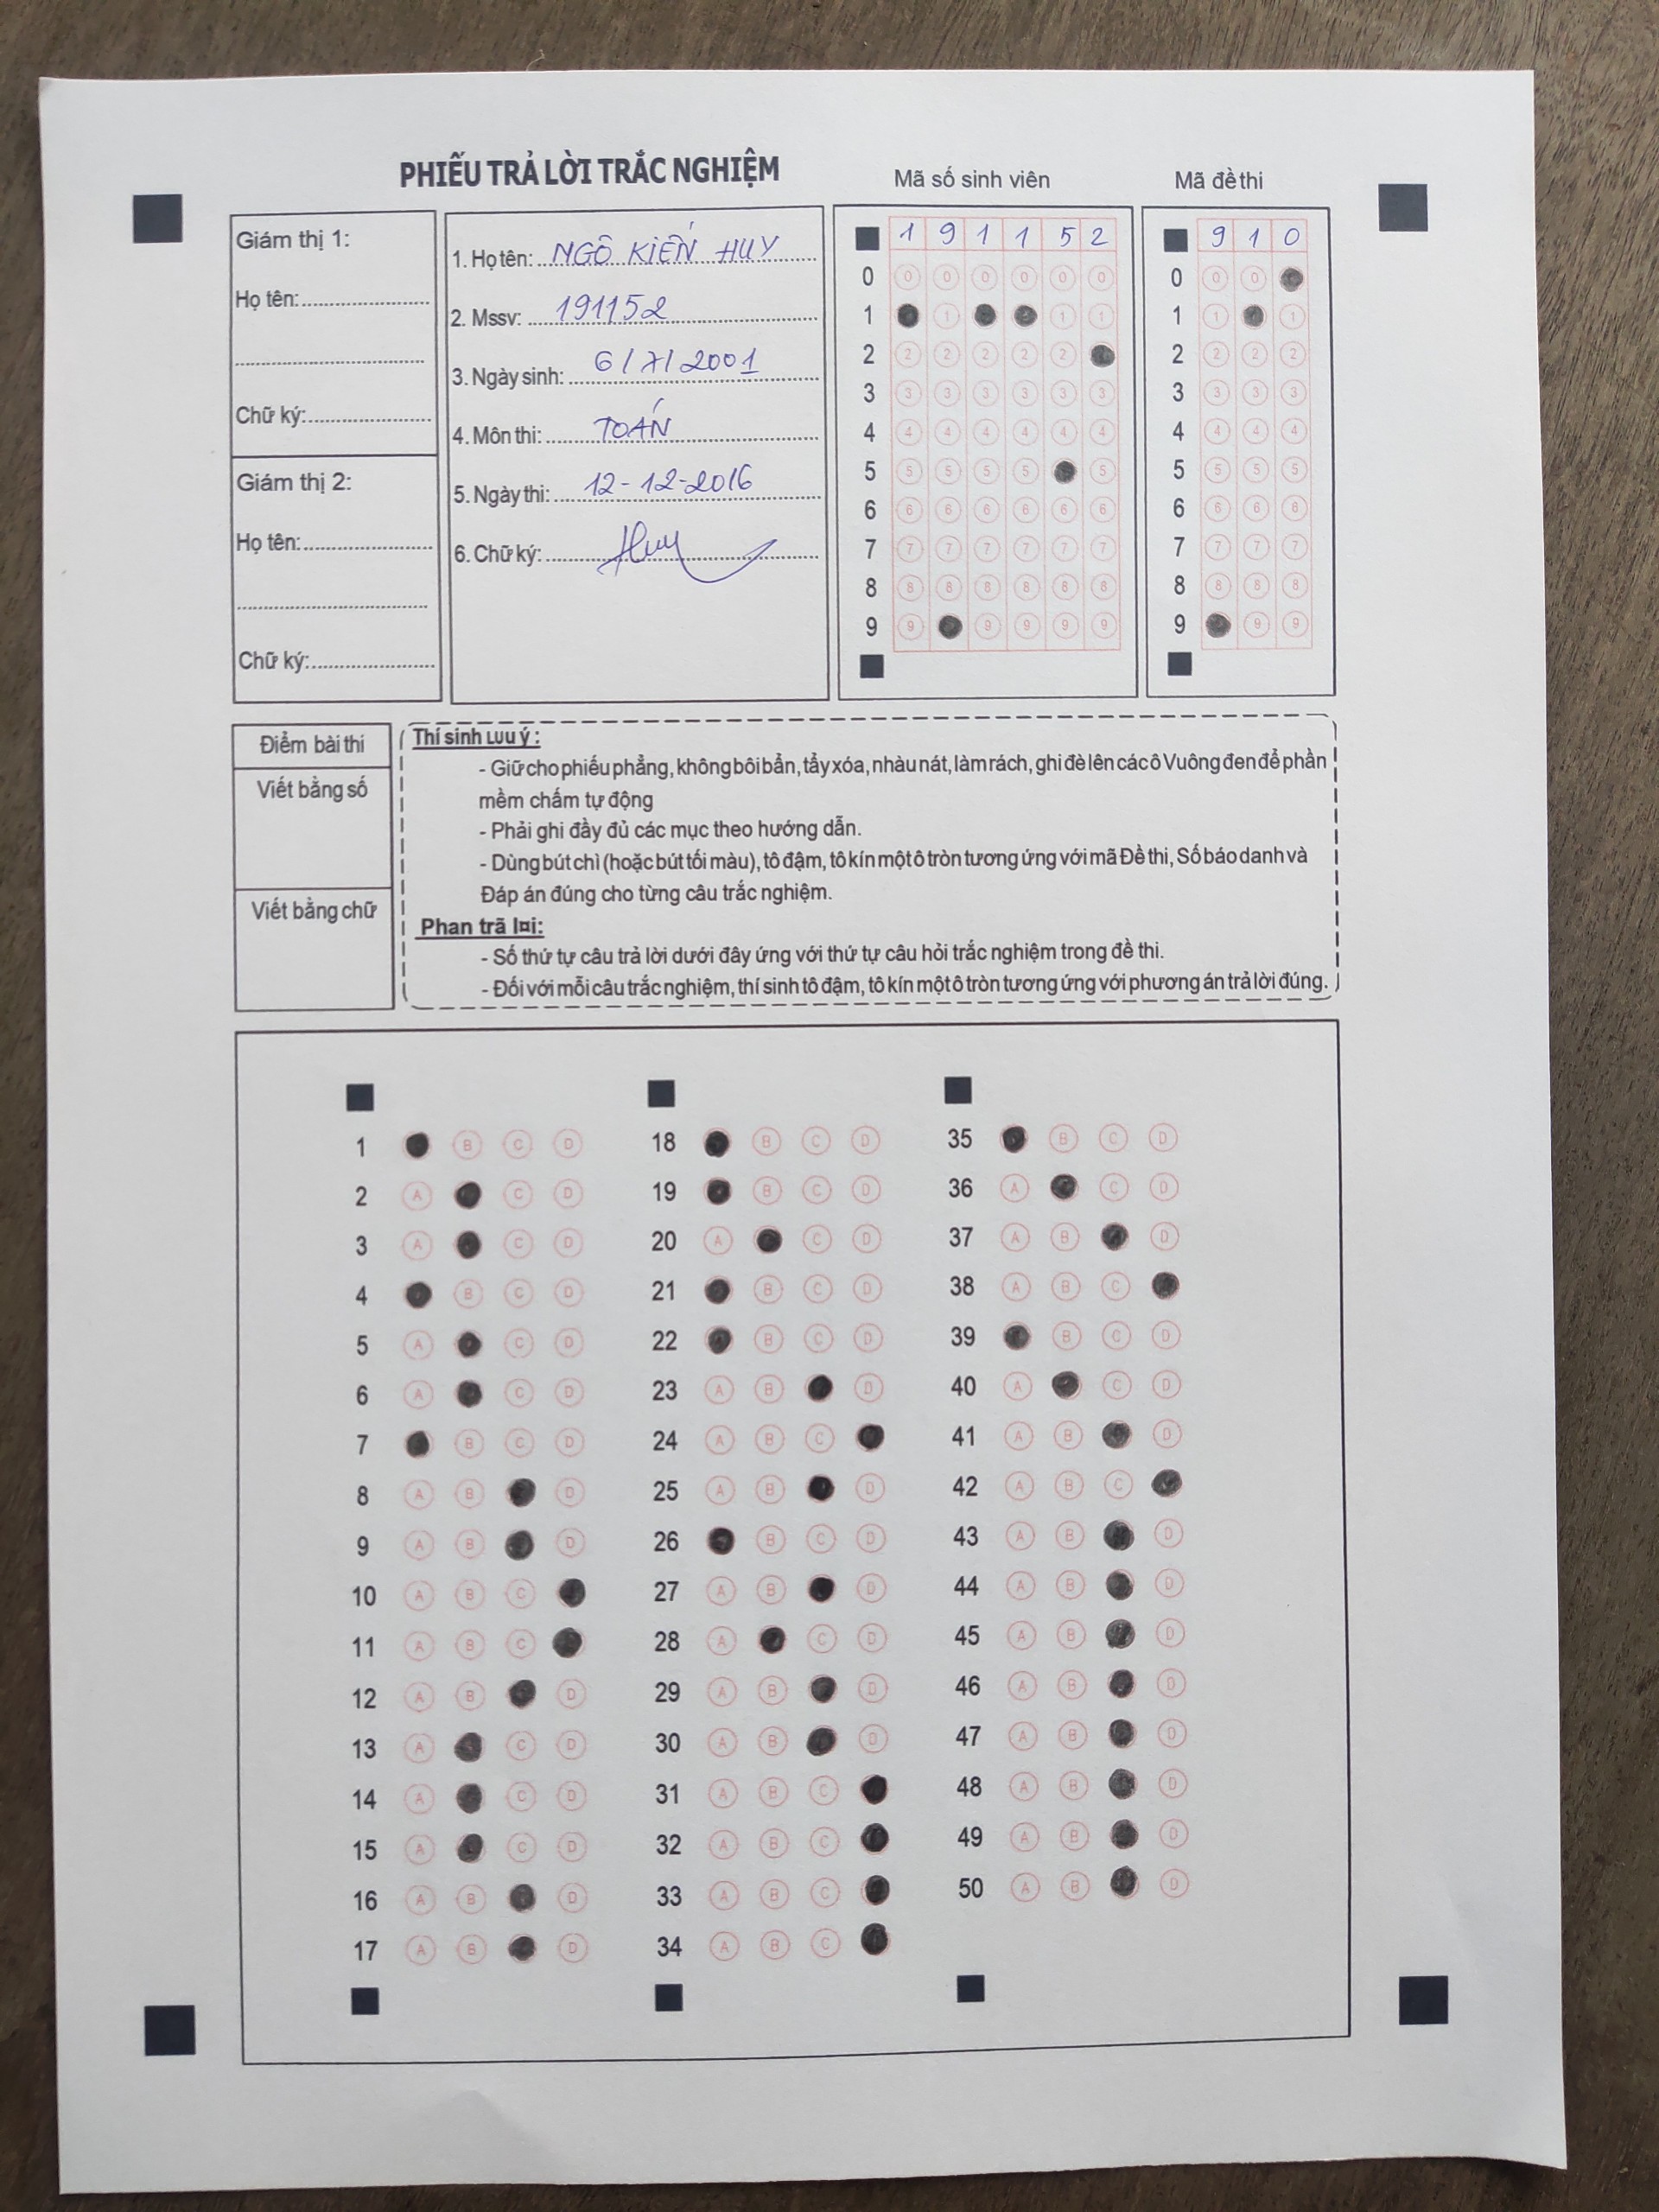 PHIẾU TRẢ LỜI TRẮC NGHIỆM
Mã số sinh viên
Mã đề thi
Giám thị 1:
Họ tên:
Chữ ký:
Giám thị 2:
Họ tên:
Chữ ký:
1. Họ tên: NGÔ KIẾN HUY
2. Mssv: 191152
3. Ngày sinh: 6/7/2001
4. Môn thi: TOÁN
5. Ngày thi: 12-12-2016
6. Chữ ký: Huy
1 9 1 1 5 2
0 0 0 0 0 0 0
1 1 1 1
2 2 2 2 2 2
3 3 3 3 3 3 3
4 4 4 4 4 4 4
5 5 5 5 5 5
6 6 6 6 6 6 6
7 7 7 7 7 7 7
8 8 8 8 8 8 8
9 9 9 9 9 9
9 1 0
0 0 0
1 1 1
2 2 2 2
3 3 3 3
4 4 4 4
5 5 5 5
6 6 6 6
7 7 7 7
8 8 8 8
9 9 9
Điểm bài thi
Viết bằng số
Viết bằng chữ
Thí sinh Lưu ý :
- Giữ cho phiếu phẳng, không bôi bẩn, tẩy xóa, nhàu nát, làm rách, ghi đè lên các ô Vuông đen để phần
mềm chấm tự động
- Phải ghi đầy đủ các mục theo hướng dẫn.
- Dùng bút chì (hoặc bút tối màu), tô đậm, tô kín một ô tròn tương ứng với mã Đề thi, Số báo danh và
Đáp án đúng cho từng câu trắc nghiệm.
Phan trã l¤i:
- Số thứ tự câu trả lời dưới đây ứng với thứ tự câu hỏi trắc nghiệm trong đề thi.
- Đối với mỗi câu trắc nghiệm, thí sinh tô đậm, tô kín một ô tròn tương ứng với phương án trả lời đúng.
1 B C D
2 A C D
3 A C D
4 B C D
5 A C D
6 A C D
7 B C D
8 A B D
9 A B D
10 A B C
11 A B C
12 A B D
13 A C D
14 A C D
15 A C D
16 A B D
17 A B D
18 B C D
19 B C D
20 A C D
21 B C D
22 B C D
23 A B D
24 A B C
25 A B D
26 B C D
27 A B D
28 A C D
29 A B D
30 A B D
31 A B C
32 A B C
33 A B C
34 A B C
35 B C D
36 A C D
37 A B D
38 A B C
39 B C D
40 A C D
41 A B D
42 A B C
43 A B D
44 A B D
45 A B D
46 A B D
47 A B D
48 A B D
49 A B D
50 A B D